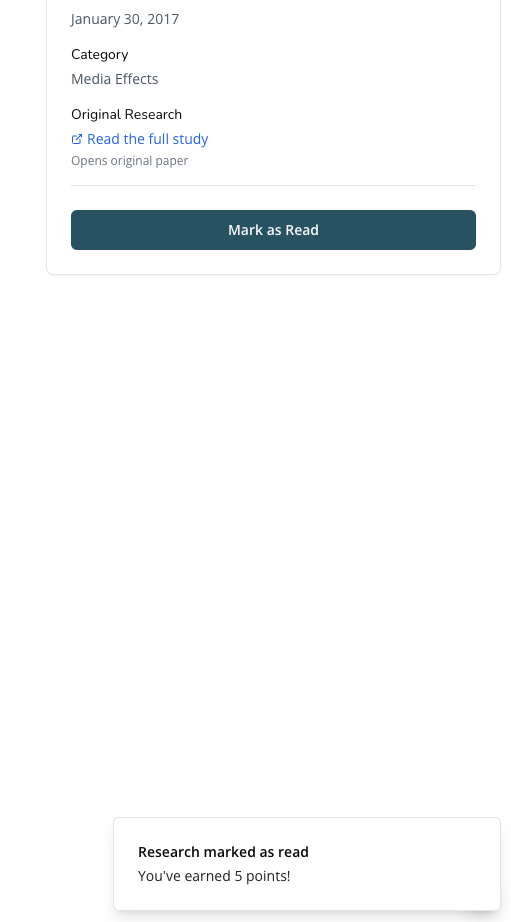 January 30, 2017
Category
Media Effects
Original Research
Read the full study
Opens original paper
Mark as Read
Research marked as read
You've earned 5 points!